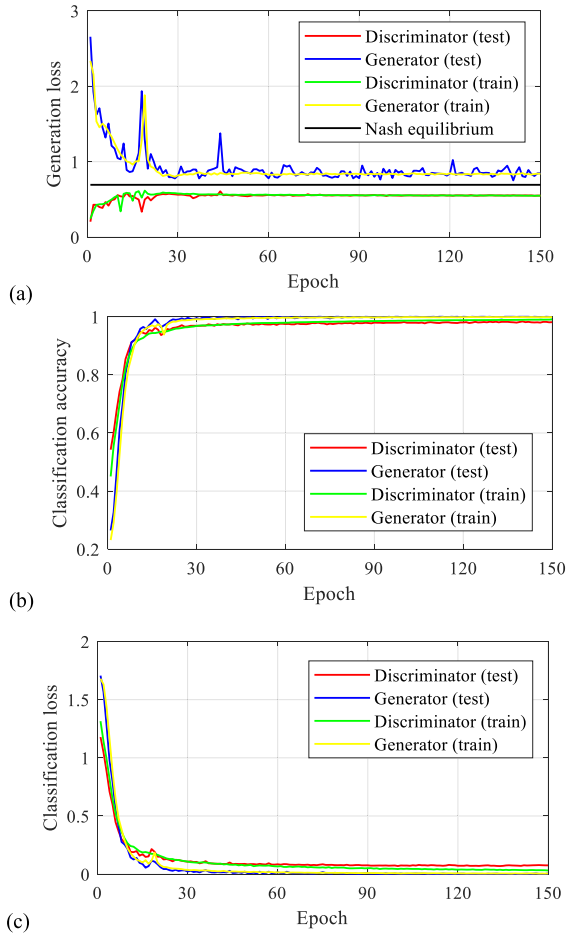 3
2
1
0
Generation loss
Discriminator (test)
Generator (test)
Discriminator (train)
Generator (train)
Nash equilibrium
0 30 60 90 120 150
Epoch
(a)
1
0.8
0.6
0.4
0.2
Classification accuracy
Discriminator (test)
Generator (test)
Discriminator (train)
Generator (train)
0 30 60 90 120 150
Epoch
(b)
2
1.5
1
0.5
0
Classification loss
Discriminator (test)
Generator (test)
Discriminator (train)
Generator (train)
0 30 60 90 120 150
Epoch
(c)